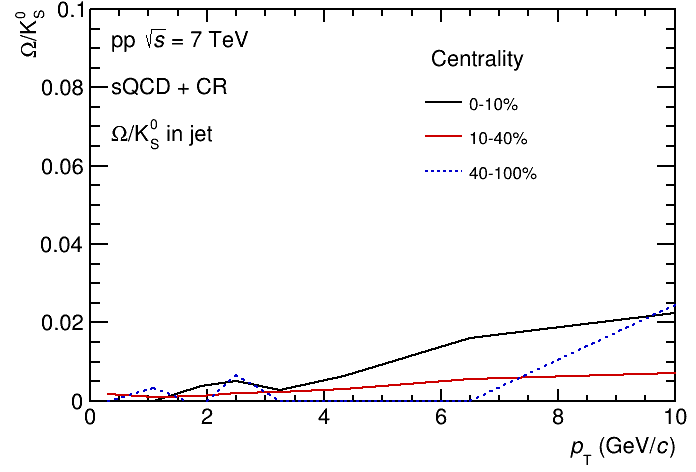 Ω/K⁰_S
0.1
0.08
0.06
0.04
0.02
0
pp √s = 7 TeV
sQCD + CR
Ω/K⁰_S in jet
Centrality
0-10%
10-40%
40-100%
0 2 4 6 8 10
p_T (GeV/c)